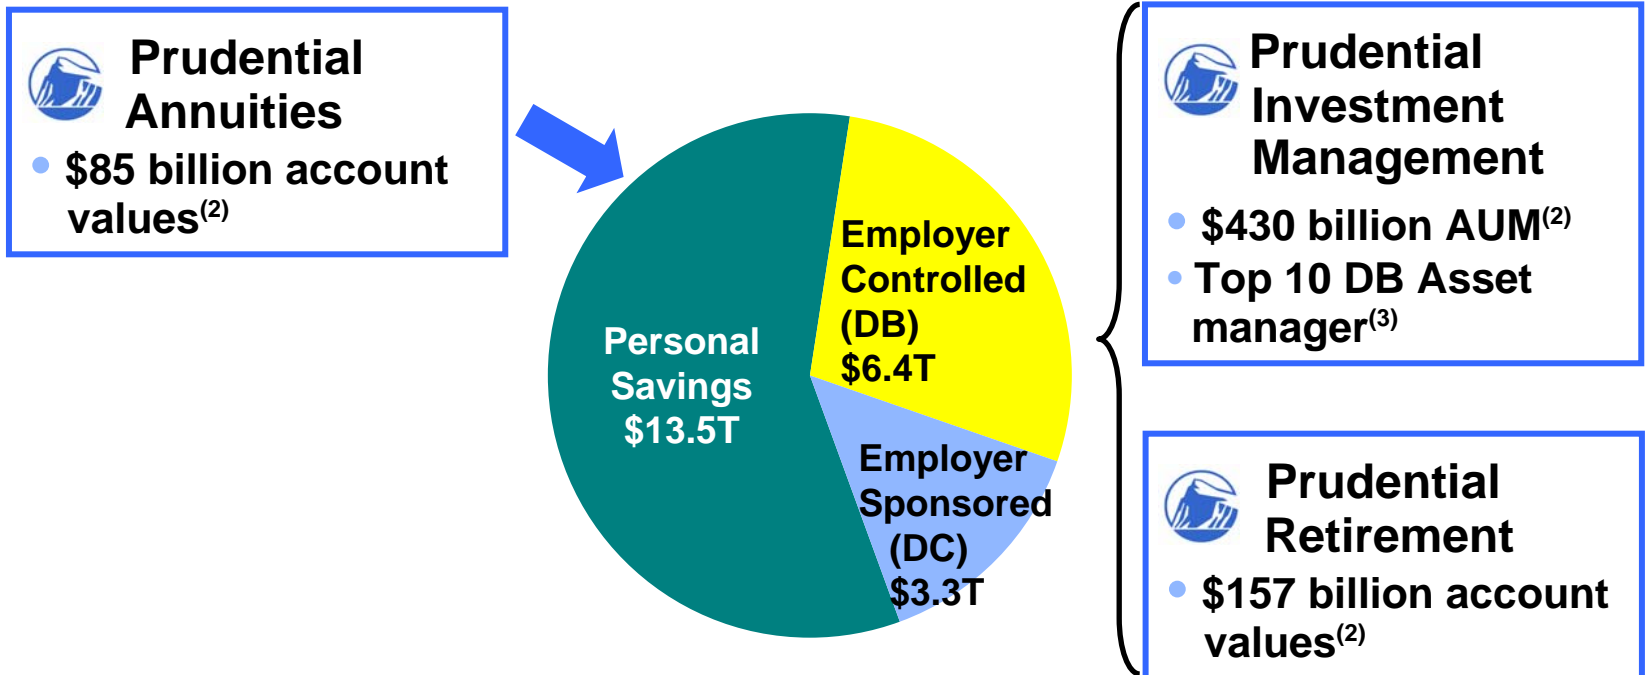 Prudential
Annuities
• $85 billion account
values(2)
Personal
Savings
$13.5T
Employer
Controlled
(DB)
$6.4T
Employer
Sponsored
(DC)
$3.3T
Prudential
Investment
Management
• $430 billion AUM(2)
• Top 10 DB Asset
manager(3)
Prudential
Retirement
• $157 billion account
values(2)